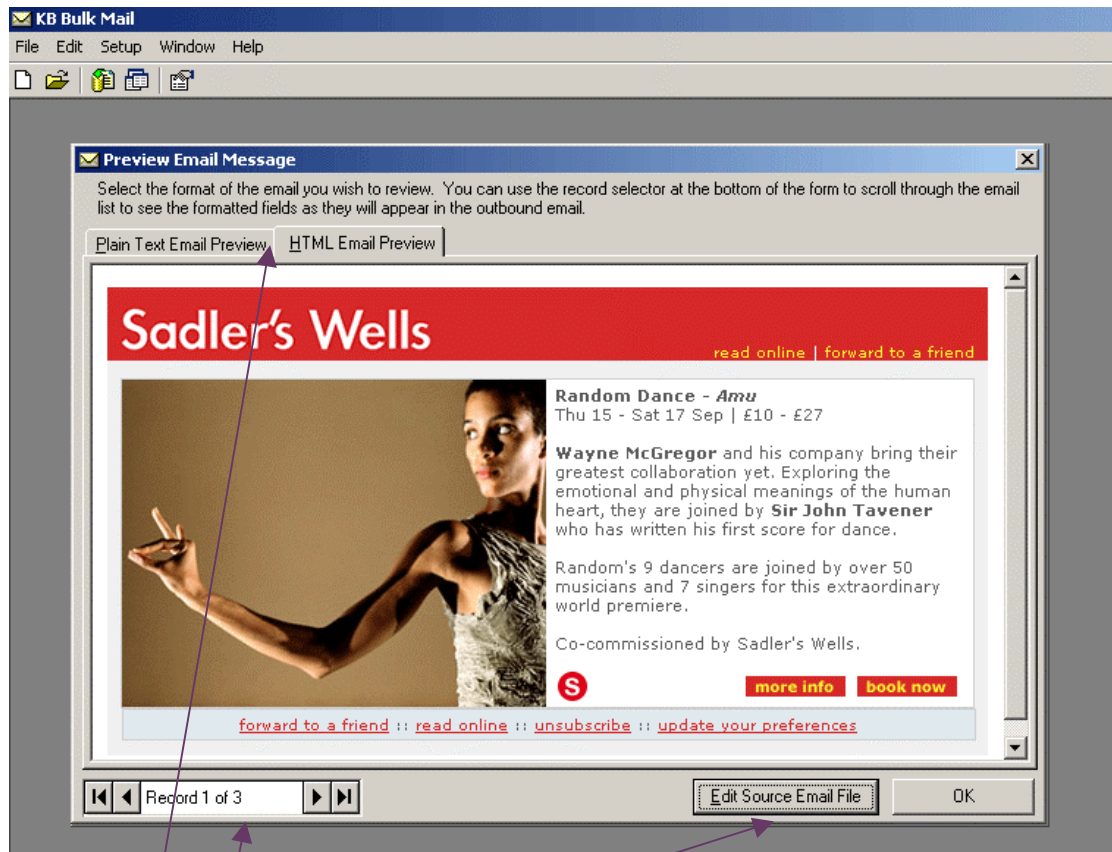 KB Bulk Mail
File Edit Setup Window Help
Preview Email Message
Select the format of the email you wish to review. You can use the record selector at the bottom of the form to scroll through the email
list to see the formatted fields as they will appear in the outbound email.
Plain Text Email Preview HTML Email Preview
Sadler's Wells
read online | forward to a friend
Random Dance - Amu
Thu 15 - Sat 17 Sep | £10 - £27
Wayne McGregor and his company bring their
greatest collaboration yet. Exploring the
emotional and physical meanings of the human
heart, they are joined by Sir John Tavener
who has written his first score for dance.
Random's 9 dancers are joined by over 50
musicians and 7 singers for this extraordinary
world premiere.
Co-commissioned by Sadler's Wells.
S more info book now
forward to a friend :: read online :: unsubscribe :: update your preferences
Record 1 of 3 Edit Source Email File OK